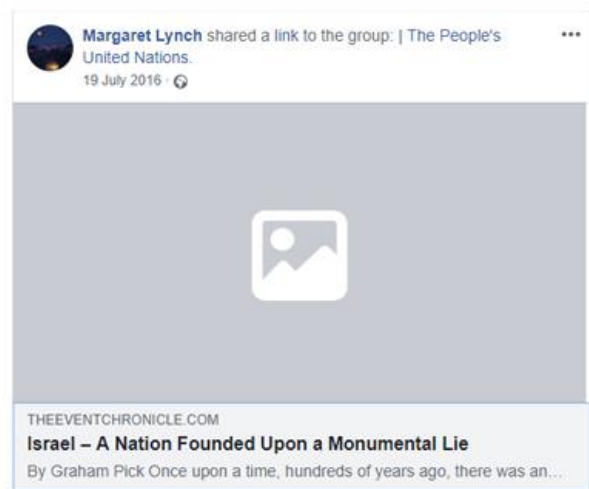 Margaret Lynch shared a link to the group: | The People's
United Nations.
19 July 2016 ·
THEEVENTCHRONICLE.COM
Israel – A Nation Founded Upon a Monumental Lie
By Graham Pick Once upon a time, hundreds of years ago, there was an...